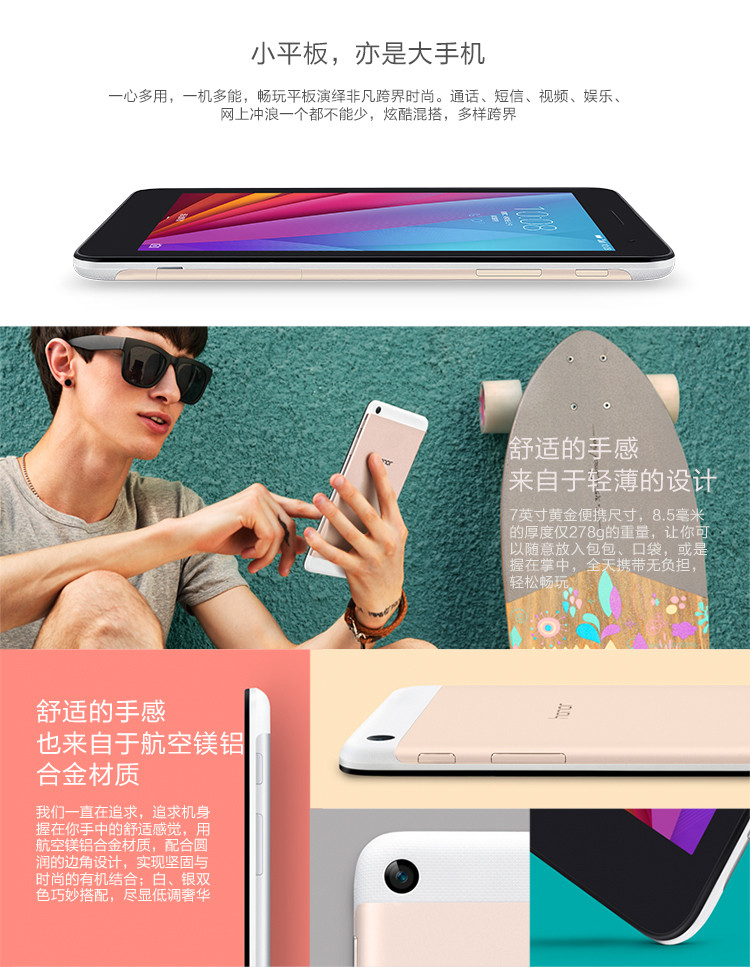 小平板，亦是大手机
一心多用，一机多能，畅玩平板演绎非凡跨界时尚。通话、短信、视频、娱乐、
网上冲浪一个都不能少，炫酷混搭，多样跨界
10:08
honor
舒适的手感
来自于轻薄的设计
7英寸黄金便携尺寸，8.5毫米
的厚度仅278g的重量，让你可
以随意放入包包、口袋，或是
握在掌中，全天携带无负担，
轻松畅玩
舒适的手感
也来自于航空镁铝
合金材质
我们一直在追求，追求机身
握在你手中的舒适感觉，用
航空镁铝合金材质，配合圆
润的边角设计，实现坚固与
时尚的有机结合；白、银双
色巧妙搭配，尽显低调奢华
honor